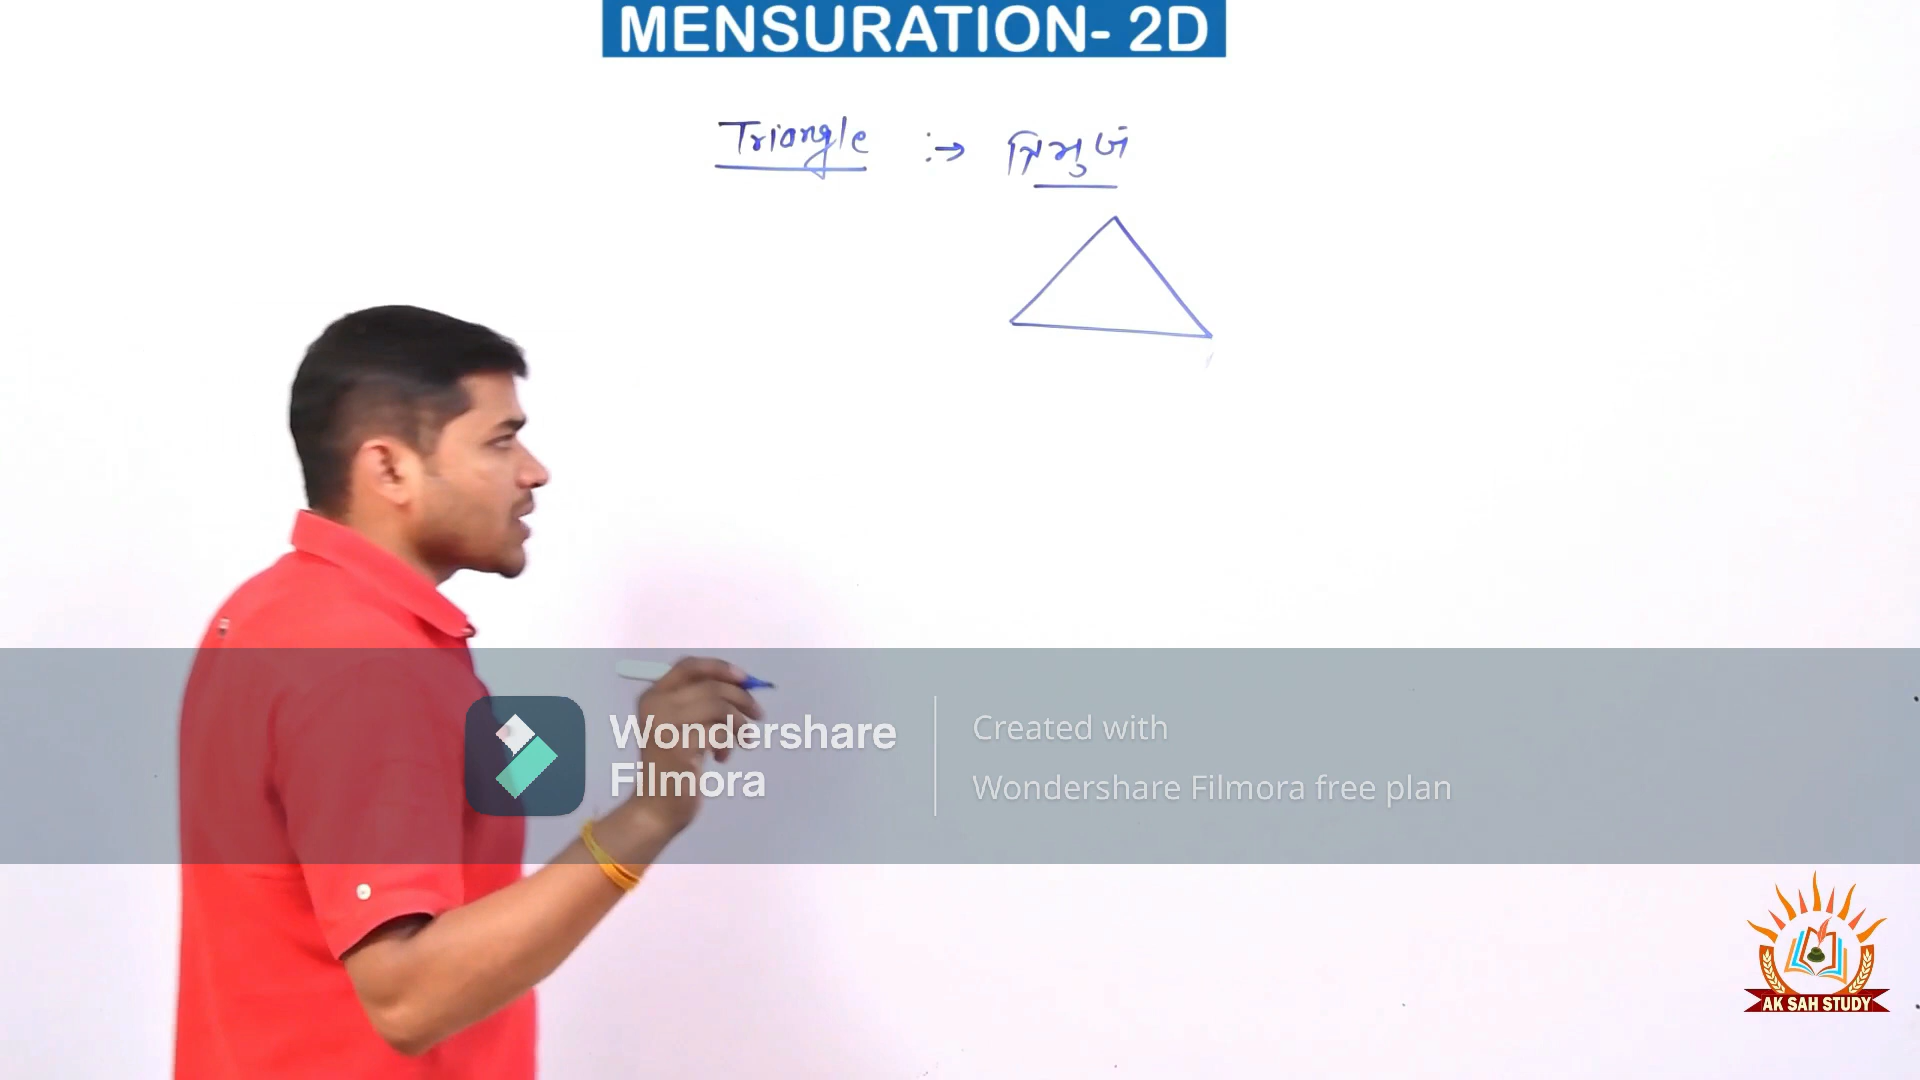 MENSURATION- 2D
Triangle :→ त्रिभुज
Wondershare
Filmora
Created with
Wondershare Filmora free plan
AK SAH STUDY